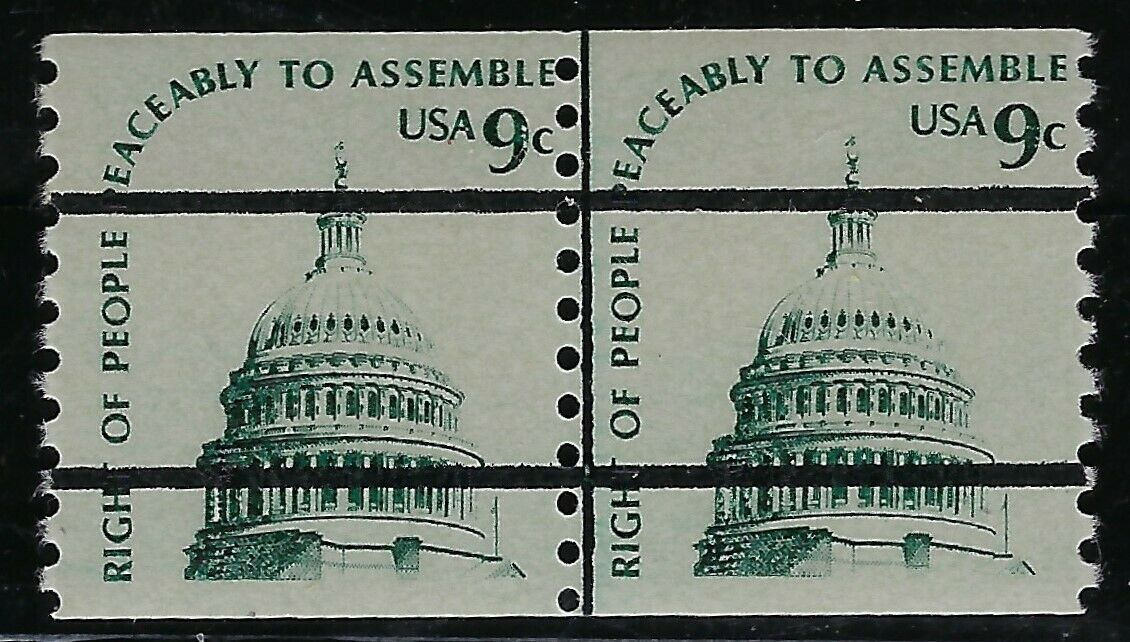 RIGHT OF PEOPLE PEACEABLY TO ASSEMBLE
USA 9c
RIGHT OF PEOPLE PEACEABLY TO ASSEMBLE
USA 9c